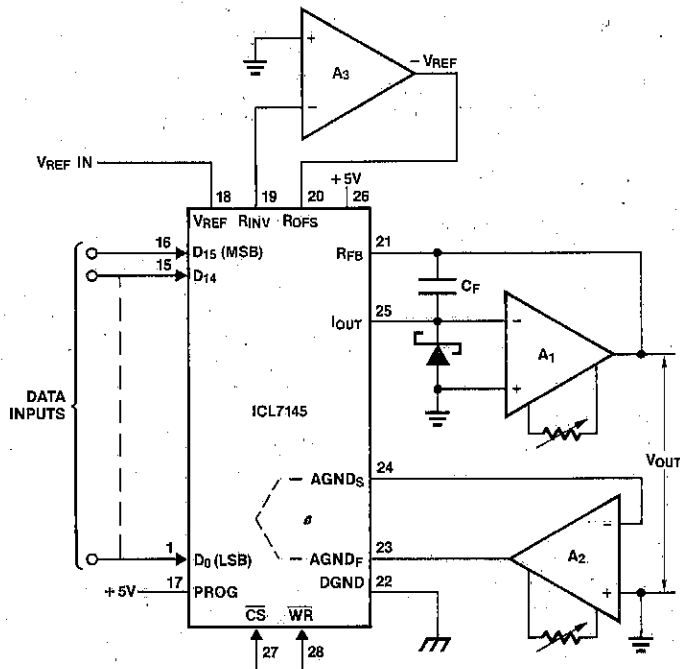 +
A3
−
− VREF
VREF IN
+5V
18 19 20 26
VREF RINV ROFS
16 D15 (MSB)
15 D14
RFB 21
CF
IOUT 25
−
A1
+
DATA
INPUTS
ICL7145
VOUT
AGNDS 24
−
A2
AGNDF 23
+
1 D0 (LSB)
DGND 22
+5V 17 PROG
CS WR
27 28